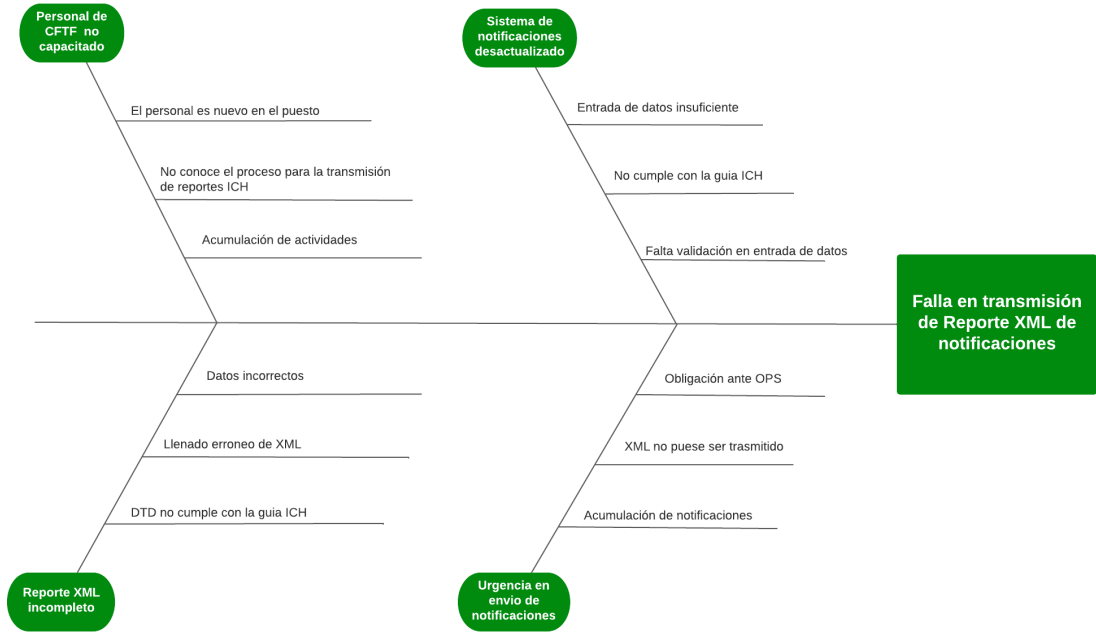 Personal de
CFTF no
capacitado
El personal es nuevo en el puesto
No conoce el proceso para la transmisión
de reportes ICH
Acumulación de actividades
Sistema de
notificaciones
desactualizado
Entrada de datos insuficiente
No cumple con la guia ICH
Falta validación en entrada de datos
Falla en transmisión
de Reporte XML de
notificaciones
Datos incorrectos
Llenado erroneo de XML
DTD no cumple con la guia ICH
Reporte XML
incompleto
Obligación ante OPS
XML no puese ser trasmitido
Acumulación de notificaciones
Urgencia en
envio de
notificaciones